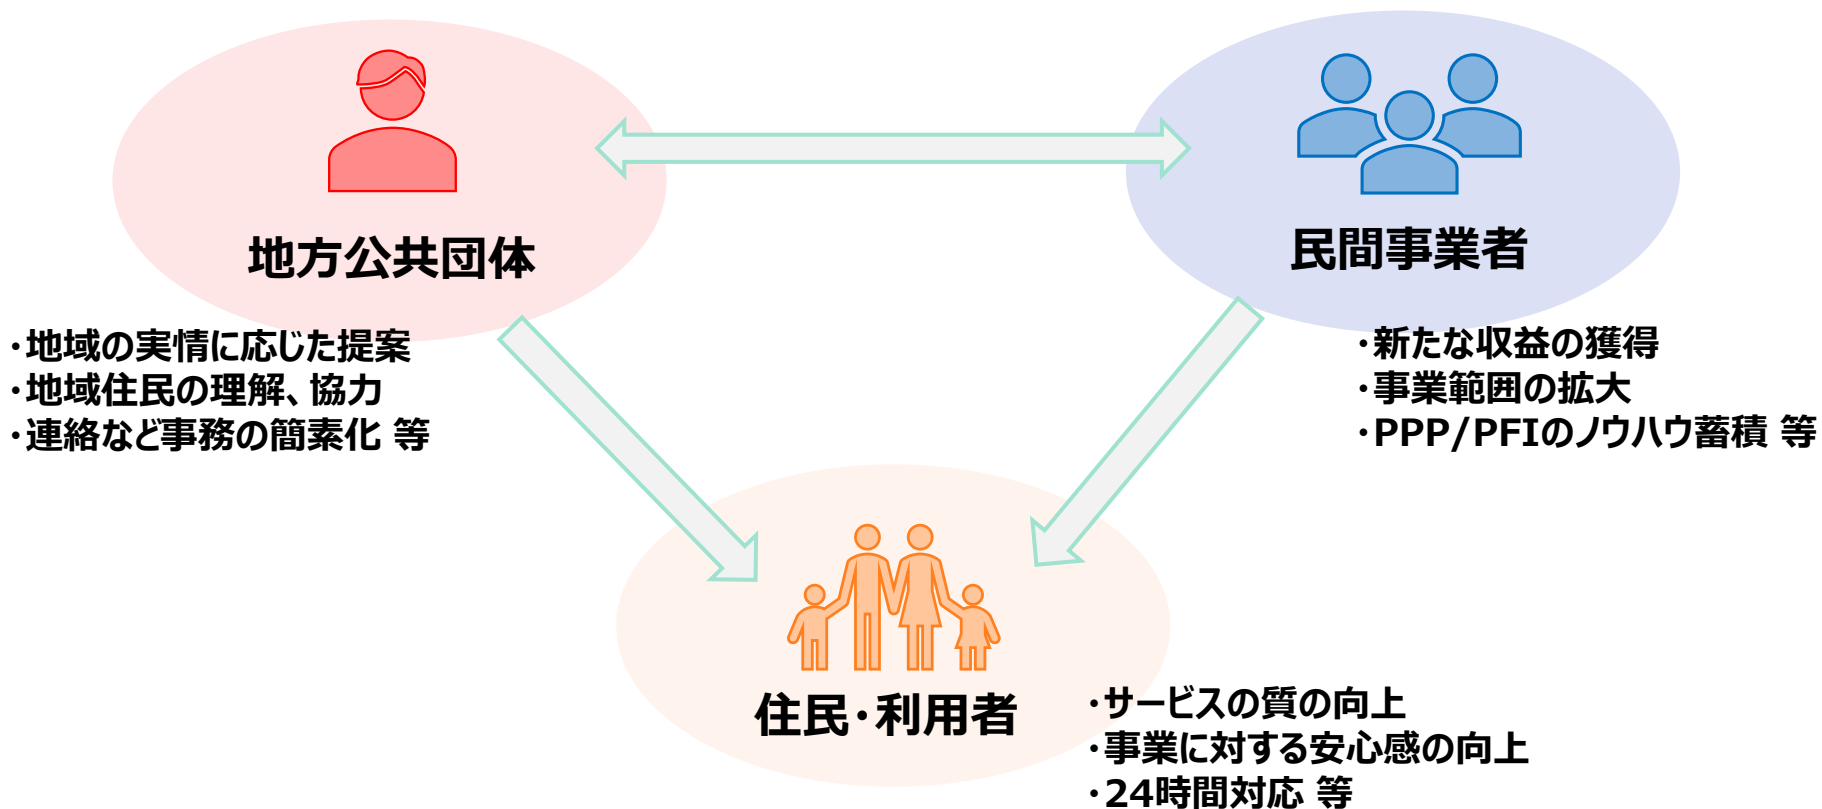 地方公共団体
・地域の実情に応じた提案
・地域住民の理解、協力
・連絡など事務の簡素化 等
民間事業者
・新たな収益の獲得
・事業範囲の拡大
・PPP/PFIのノウハウ蓄積 等
住民・利用者
・サービスの質の向上
・事業に対する安心感の向上
・24時間対応 等